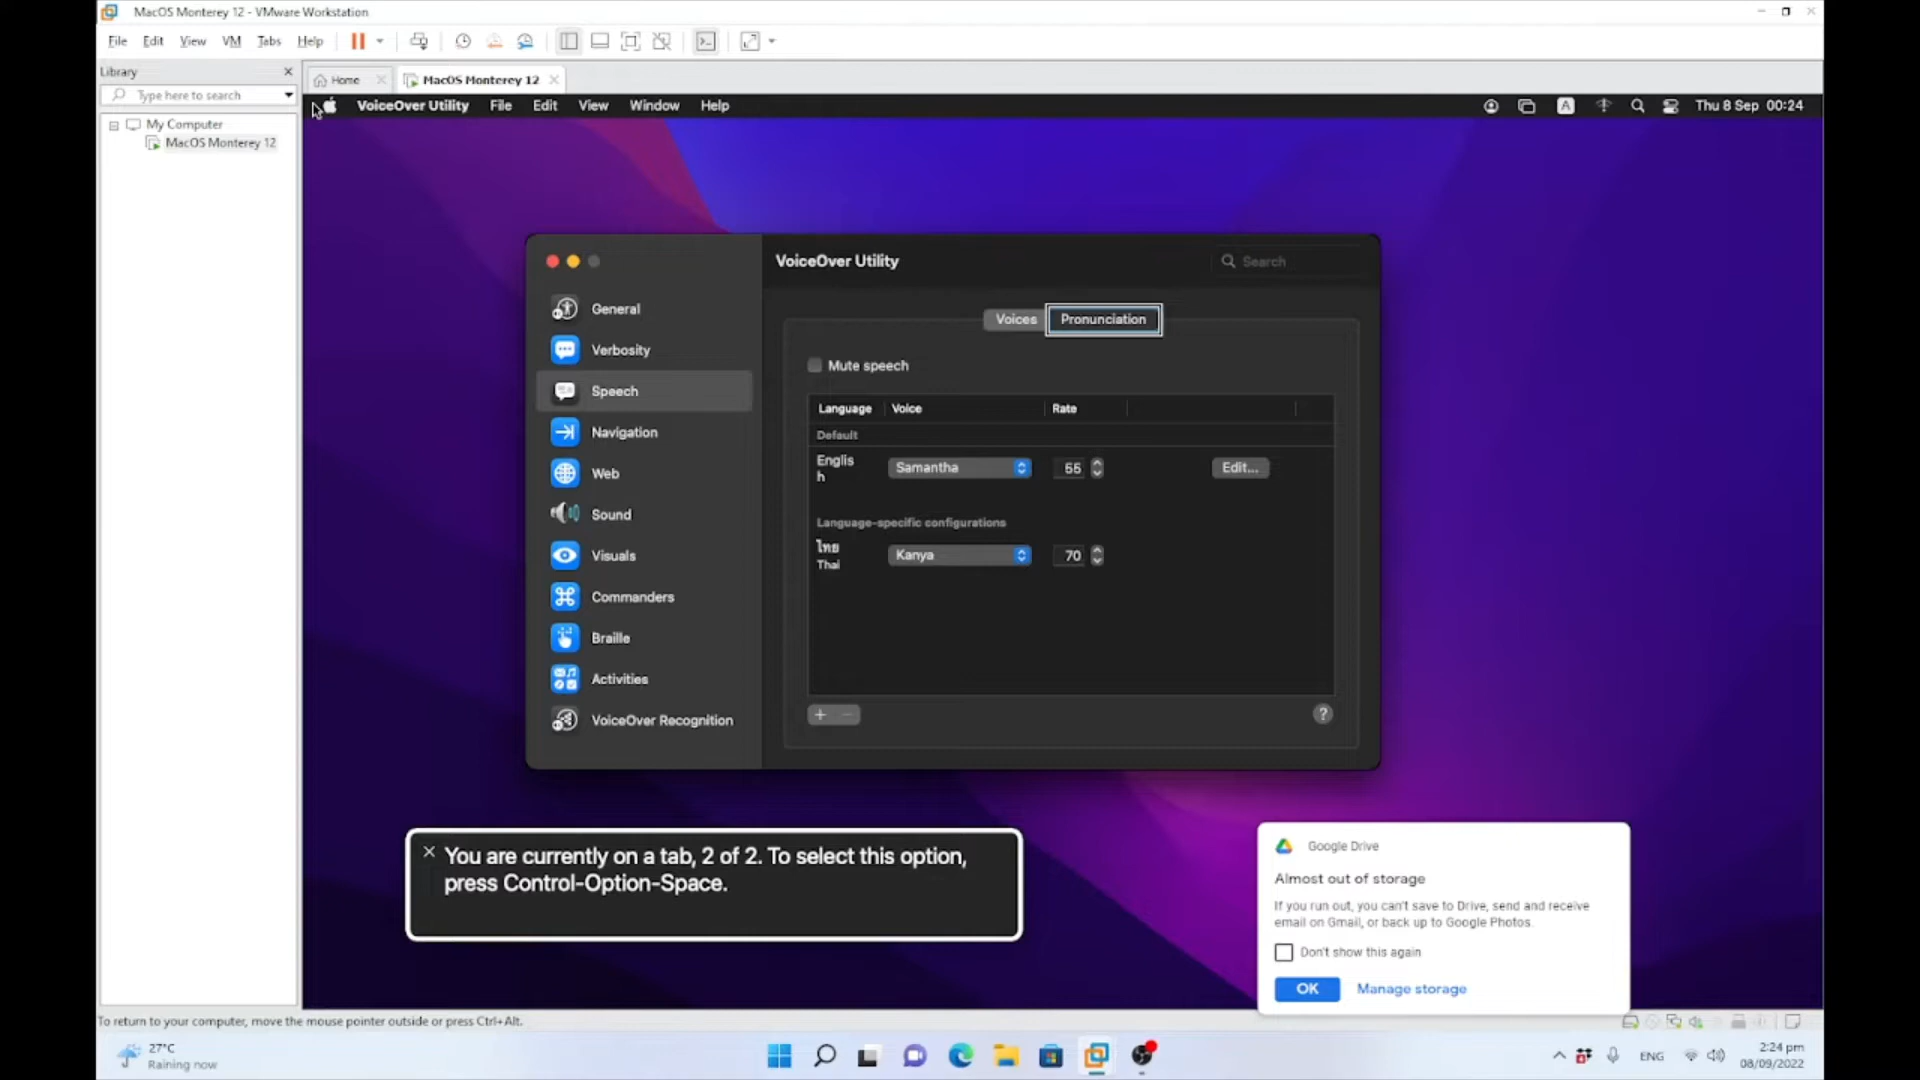 MacOS Monterey 12 - VMware Workstation
File Edit View VM Tabs Help
Library
Type here to search
My Computer
MacOS Monterey 12
Home
MacOS Monterey 12
VoiceOver Utility File Edit View Window Help
A
Thu 8 Sep 00:24
VoiceOver Utility
Search
General
Verbosity
Speech
Navigation
Web
Sound
Visuals
Commanders
Braille
Activities
VoiceOver Recognition
Voices
Pronunciation
Mute speech
Language Voice Rate
Default
Englis
h
Samantha
55
Edit...
Language-specific configurations
ไทย
Thai
Kanya
70
+ −
?
You are currently on a tab, 2 of 2. To select this option,
press Control-Option-Space.
Google Drive
Almost out of storage
If you run out, you can't save to Drive, send and receive
email on Gmail, or back up to Google Photos.
Don't show this again
OK
Manage storage
To return to your computer, move the mouse pointer outside or press Ctrl+Alt.
27°C
Raining now
ENG
2:24 pm
08/09/2022